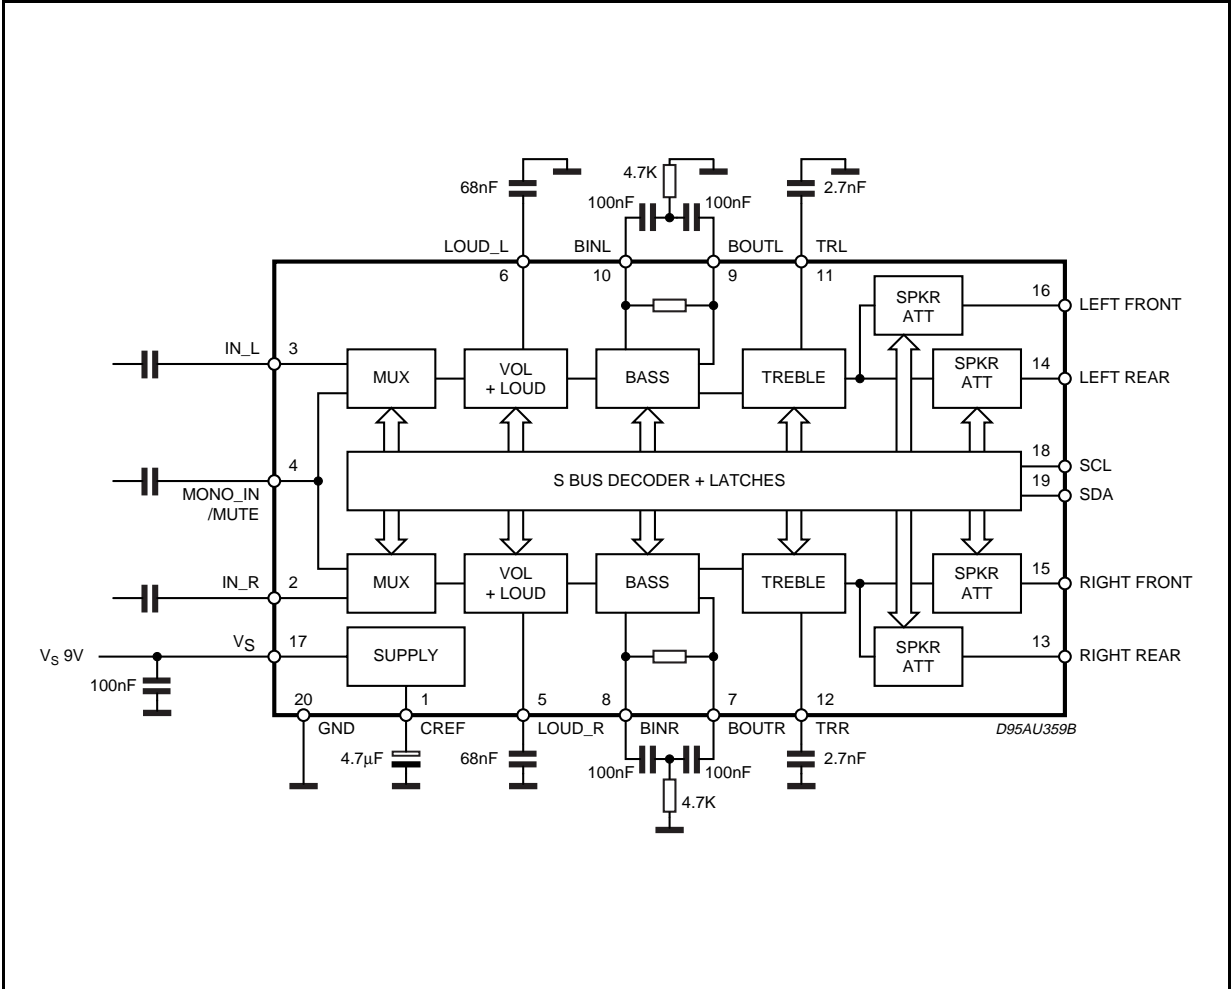 4.7K
68nF
2.7nF
100nF
100nF
LOUD_L
BINL
BOUTL
TRL
6
10
9
11
SPKR
ATT
16
LEFT FRONT
IN_L
3
MUX
VOL
+ LOUD
BASS
TREBLE
SPKR
ATT
14
LEFT REAR
4
MONO_IN
/MUTE
S BUS DECODER + LATCHES
18
SCL
19
SDA
IN_R
2
MUX
VOL
+ LOUD
BASS
TREBLE
SPKR
ATT
15
RIGHT FRONT
VS 9V
VS
17
SUPPLY
SPKR
ATT
13
RIGHT REAR
100nF
20
1
5
8
7
12
GND
CREF
LOUD_R
BINR
BOUTR
TRR
D95AU359B
4.7μF
68nF
100nF
100nF
2.7nF
4.7K